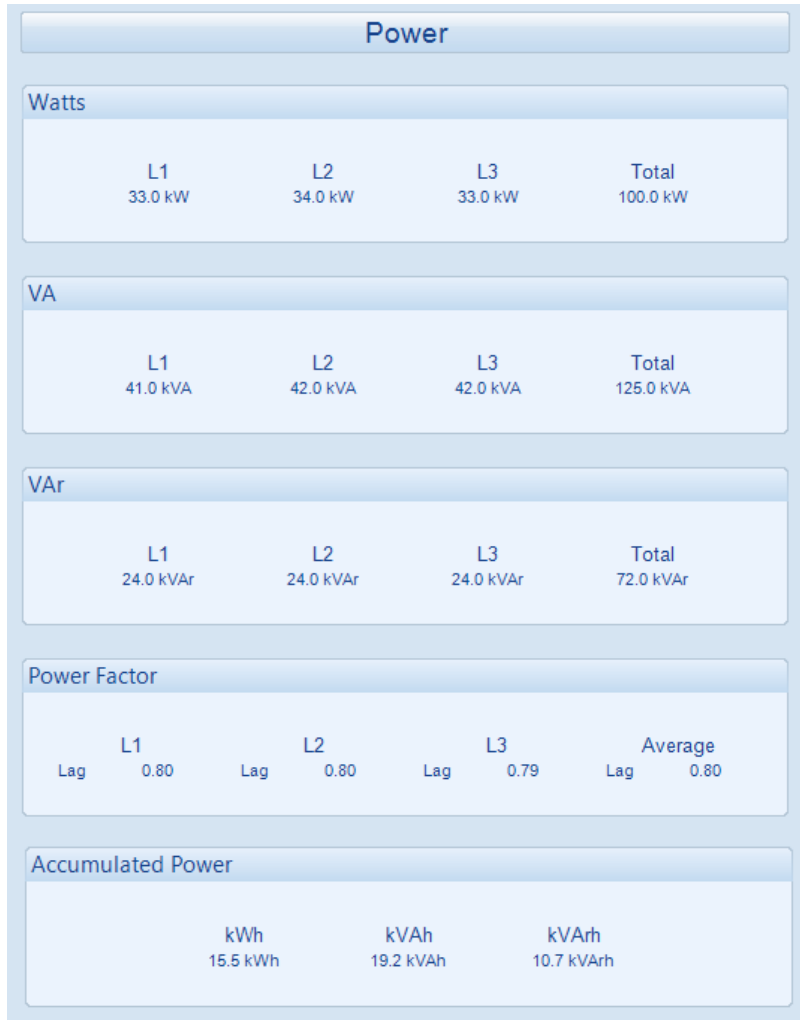 Power
Watts
L1 L2 L3 Total
33.0 kW 34.0 kW 33.0 kW 100.0 kW
VA
L1 L2 L3 Total
41.0 kVA 42.0 kVA 42.0 kVA 125.0 kVA
VAr
L1 L2 L3 Total
24.0 kVAr 24.0 kVAr 24.0 kVAr 72.0 kVAr
Power Factor
L1 L2 L3 Average
Lag 0.80 Lag 0.80 Lag 0.79 Lag 0.80
Accumulated Power
kWh kVAh kVArh
15.5 kWh 19.2 kVAh 10.7 kVArh